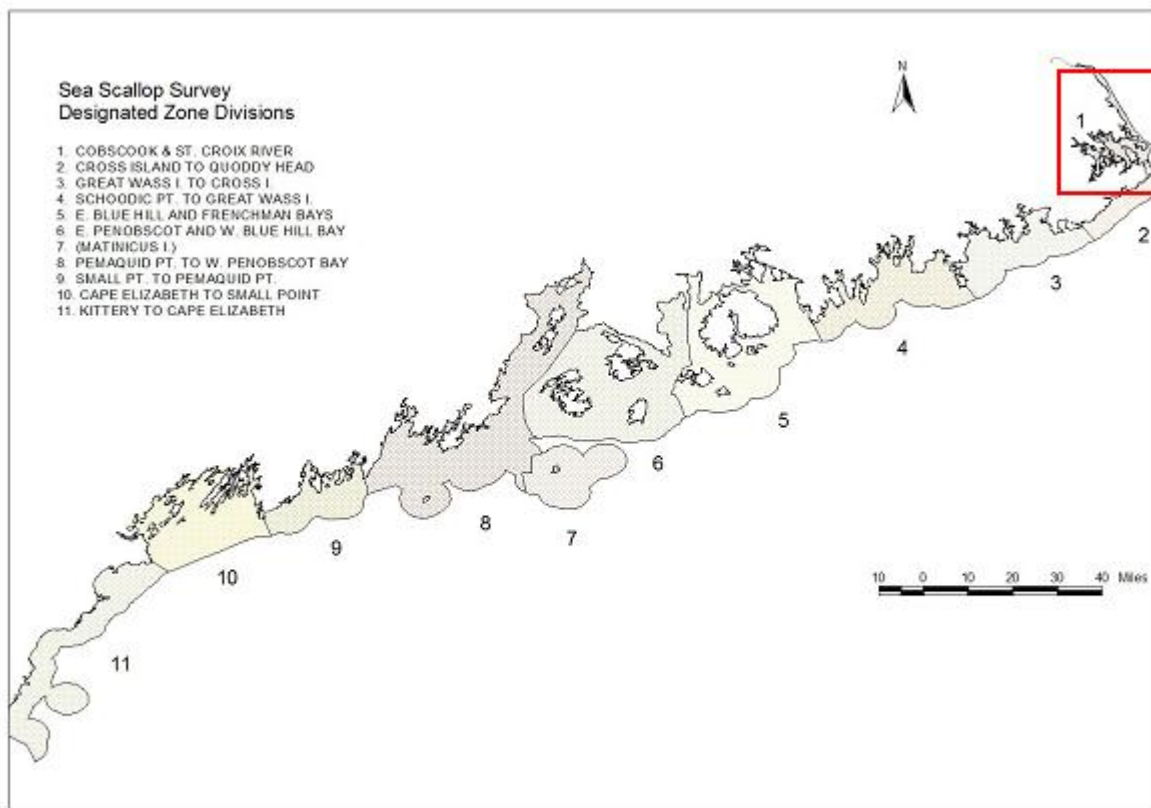 Sea Scallop Survey
Designated Zone Divisions
1. COBSCOOK & ST. CROIX RIVER
2. CROSS ISLAND TO QUODDY HEAD
3. GREAT WASS I. TO CROSS I.
4. SCHOODIC PT. TO GREAT WASS I.
5. E. BLUE HILL AND FRENCHMAN BAYS
6. E. PENOBSCOT AND W. BLUE HILL BAY
7. (MATINICUS I.)
8. PEMAQUID PT. TO W. PENOBSCOT BAY
9. SMALL PT. TO PEMAQUID PT.
10. CAPE ELIZABETH TO SMALL POINT
11. KITTERY TO CAPE ELIZABETH
N
1
2
3
4
5
6
7
8
9
10
11
10 0 10 20 30 40 Miles